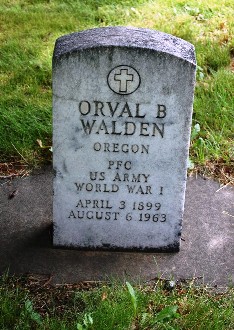 ORVAL B
WALDEN
OREGON
PFC
US ARMY
WORLD WAR I
APRIL 3 1899
AUGUST 6 1963